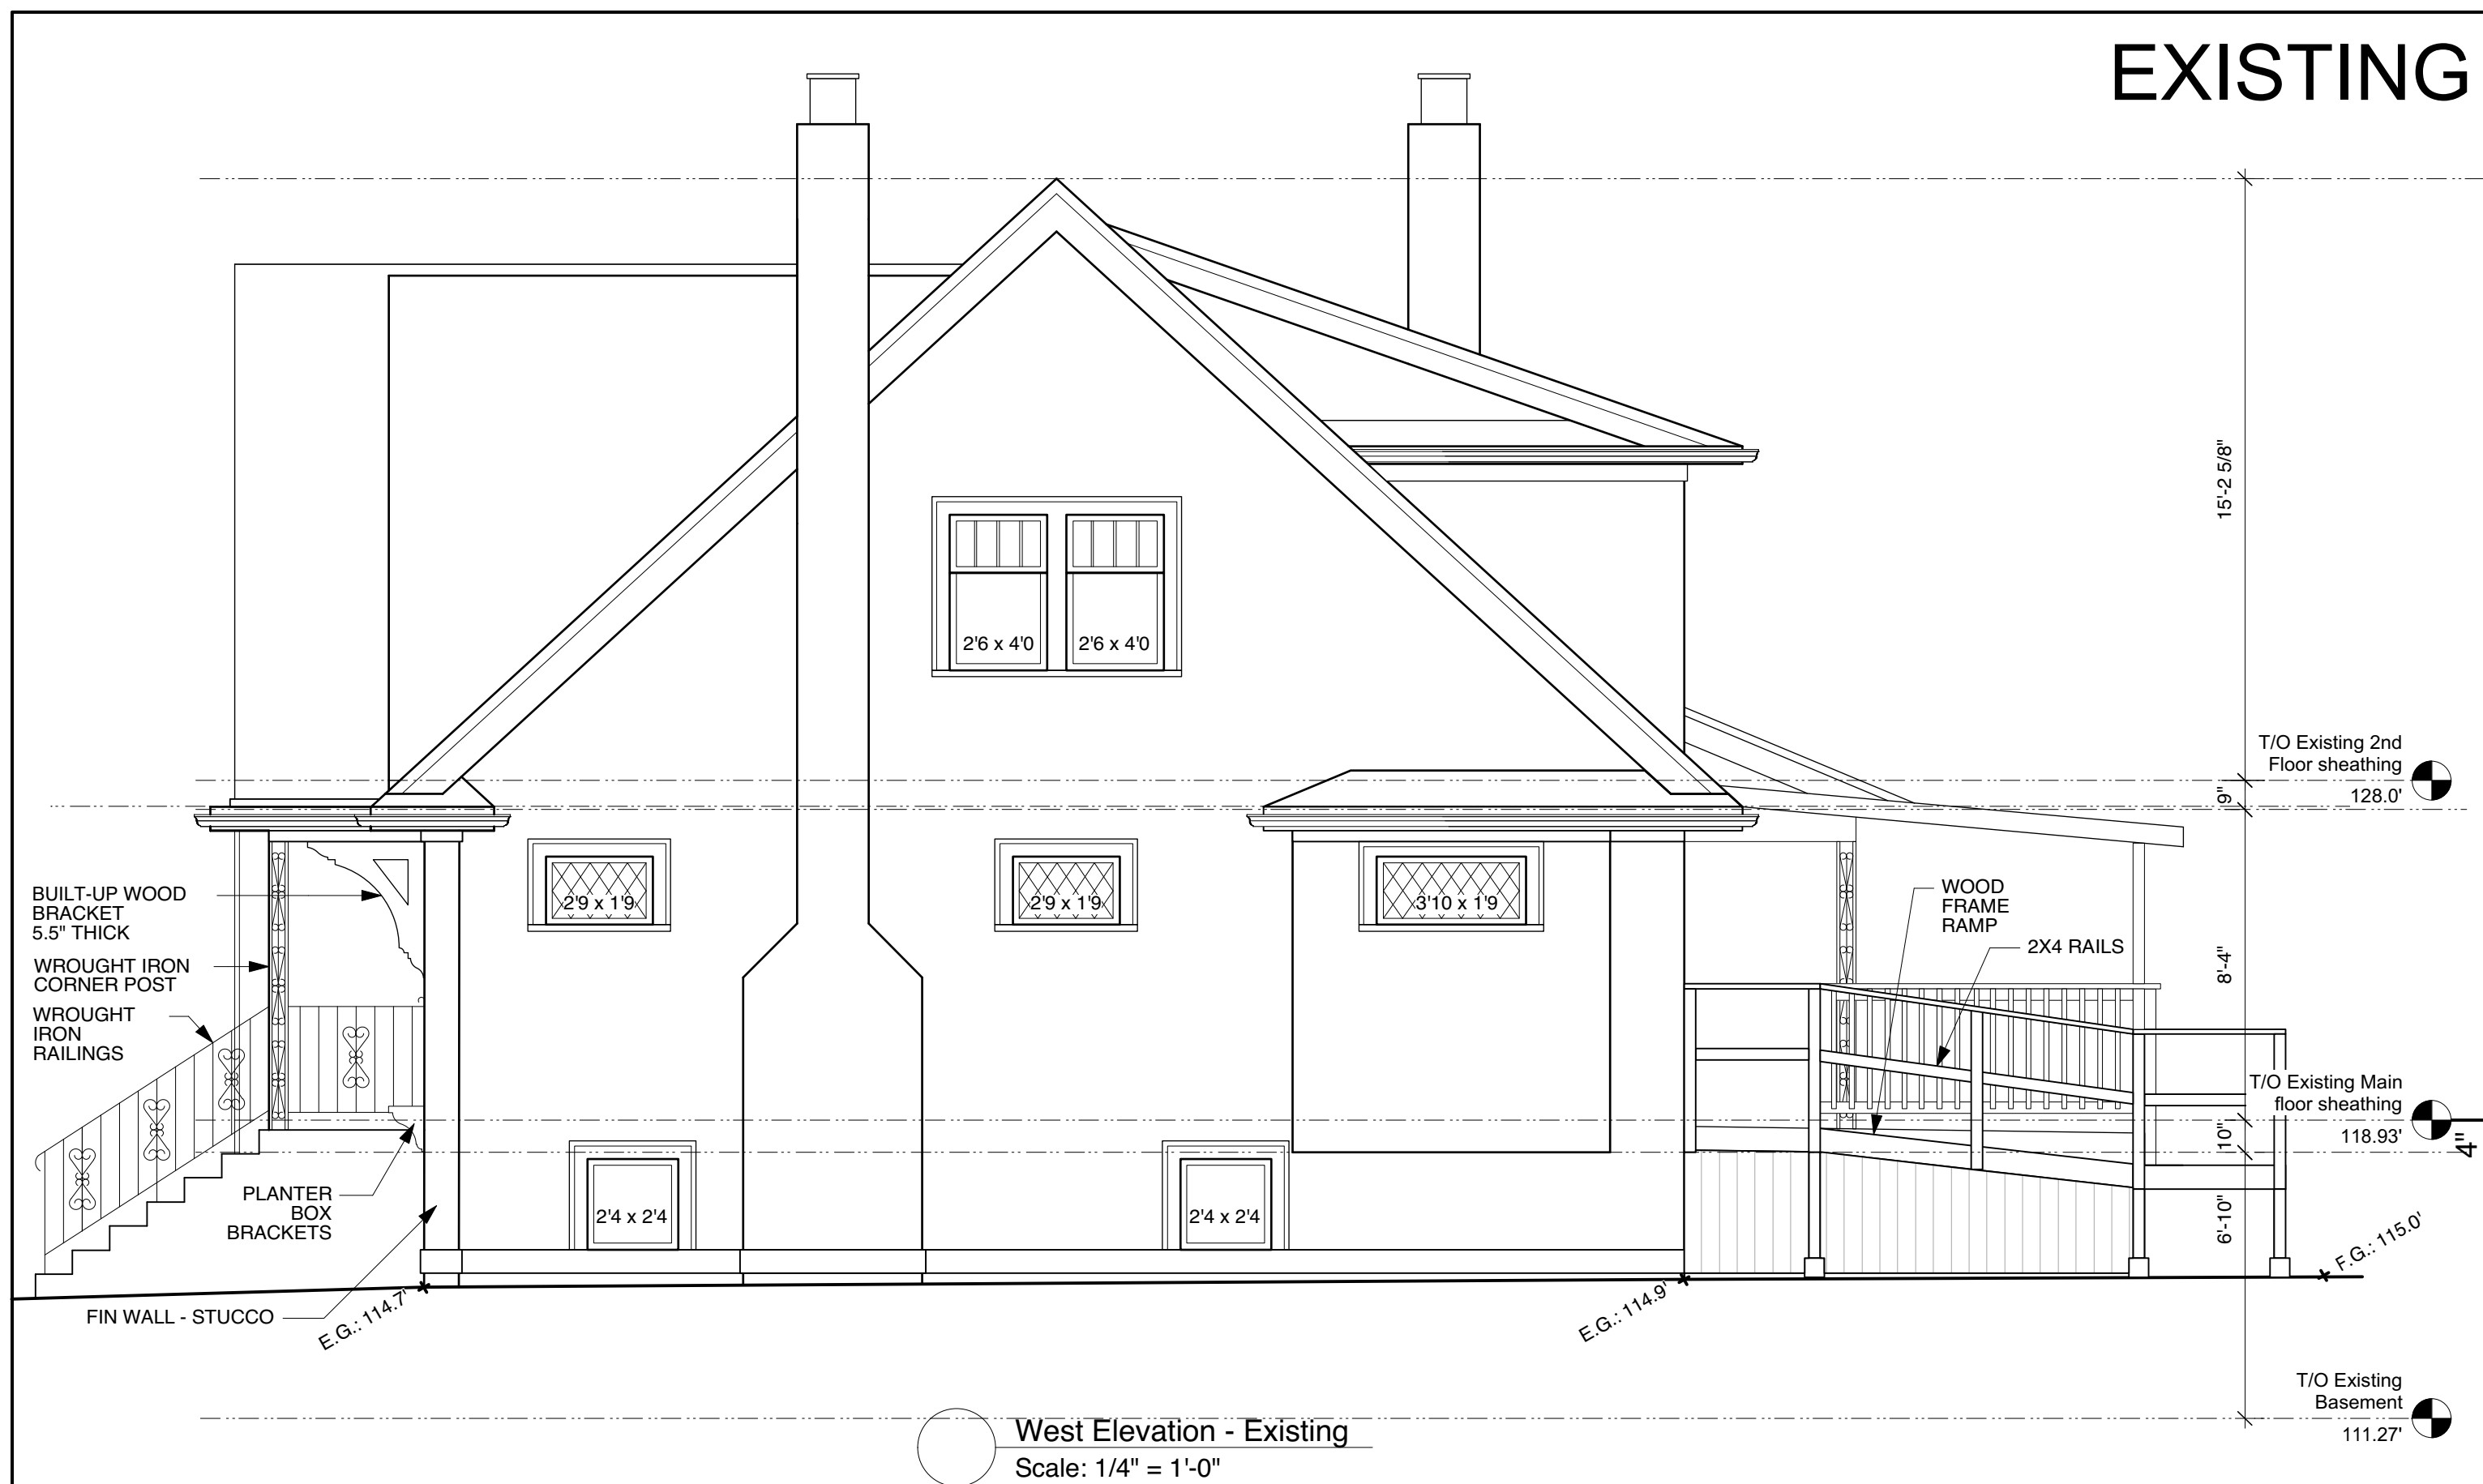 EXISTING
15'-2 5/8"
2'6 x 4'0
2'6 x 4'0
T/O Existing 2nd
Floor sheathing
128.0'
9"
BUILT-UP WOOD
BRACKET
5.5" THICK
WROUGHT IRON
CORNER POST
WROUGHT
IRON
RAILINGS
2'9 x 1'9
2'9 x 1'9
3'10 x 1'9
WOOD
FRAME
RAMP
2X4 RAILS
8'-4"
T/O Existing Main
floor sheathing
118.93'
10"
4"
PLANTER
BOX
BRACKETS
2'4 x 2'4
2'4 x 2'4
6'-10"
F.G.: 115.0'
FIN WALL - STUCCO
E.G.: 114.7'
E.G.: 114.9'
T/O Existing
Basement
111.27'
West Elevation - Existing
Scale: 1/4" = 1'-0"